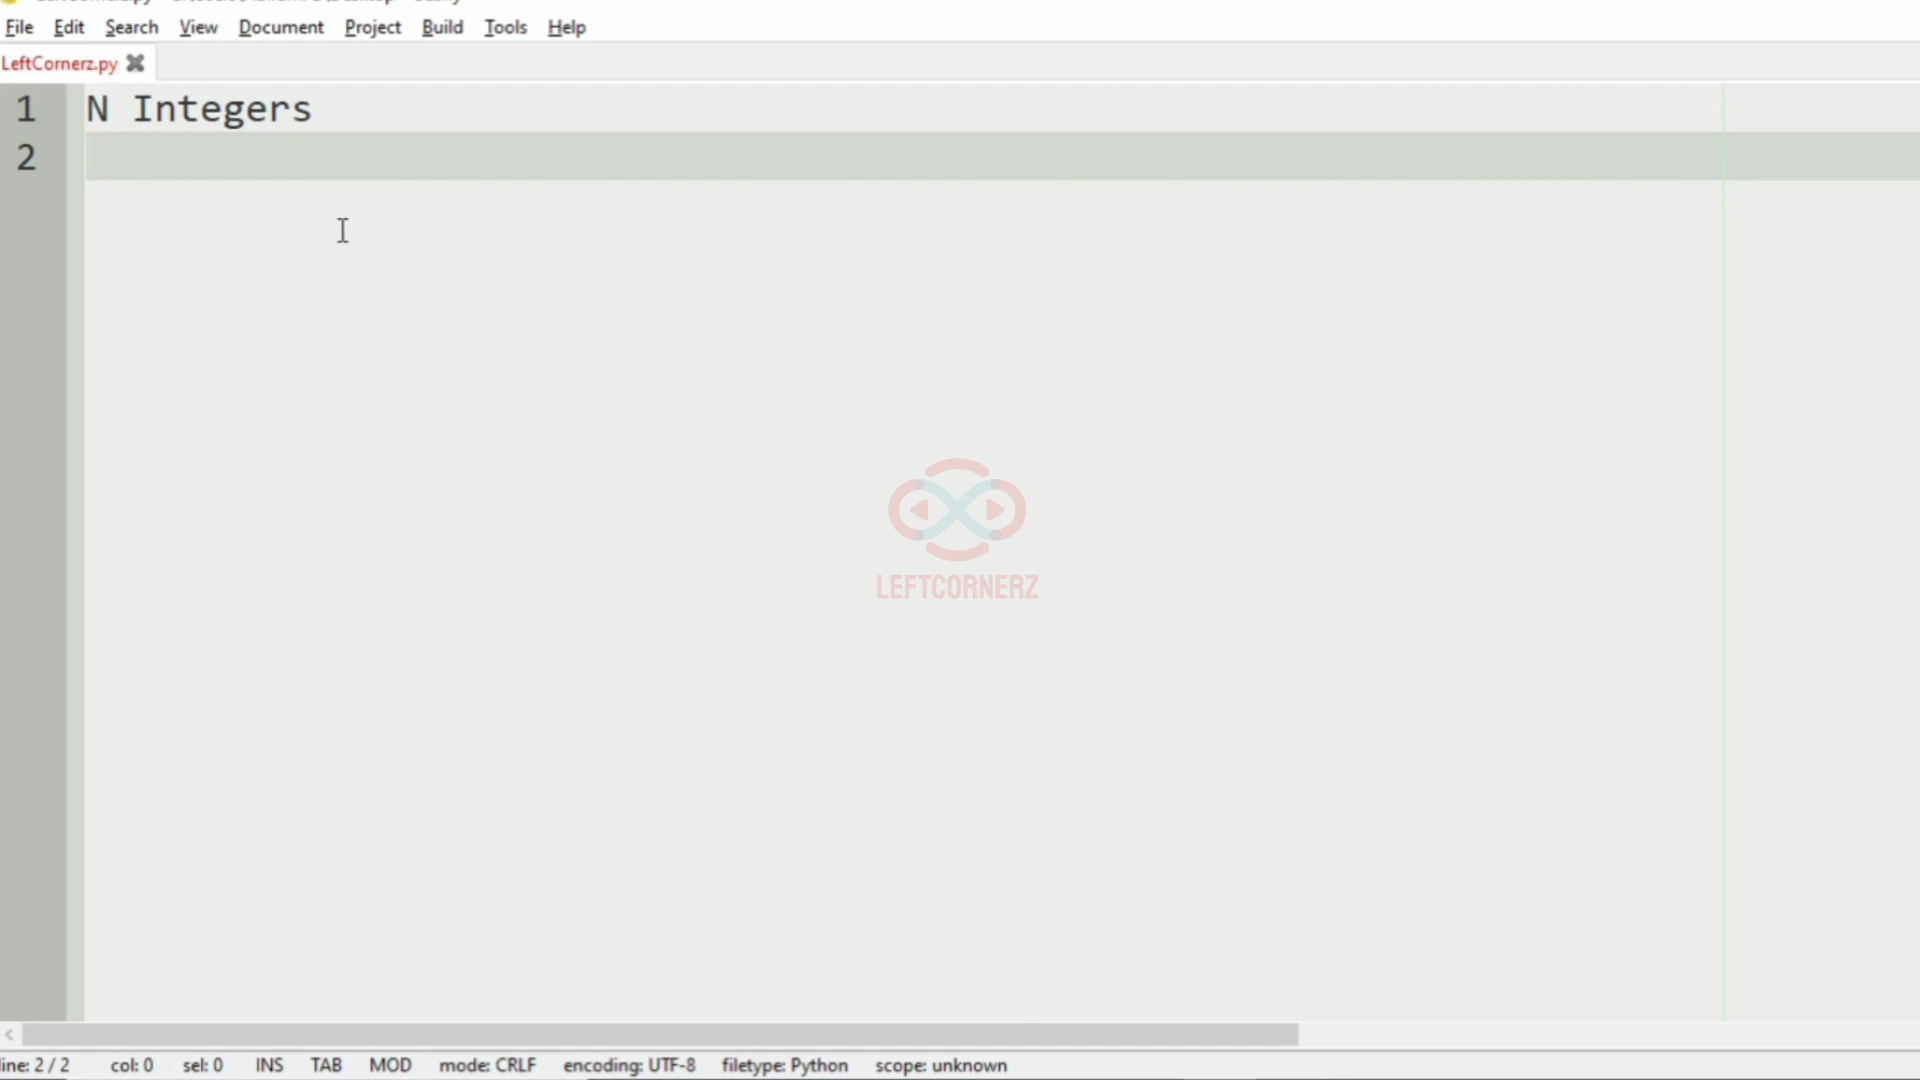 File Edit Search View Document Project Build Tools Help
LeftCornerz.py
1 N Integers
2
LEFTCORNERZ
line: 2 / 2 col: 0 sel: 0 INS TAB MOD mode: CRLF encoding: UTF-8 filetype: Python scope: unknown